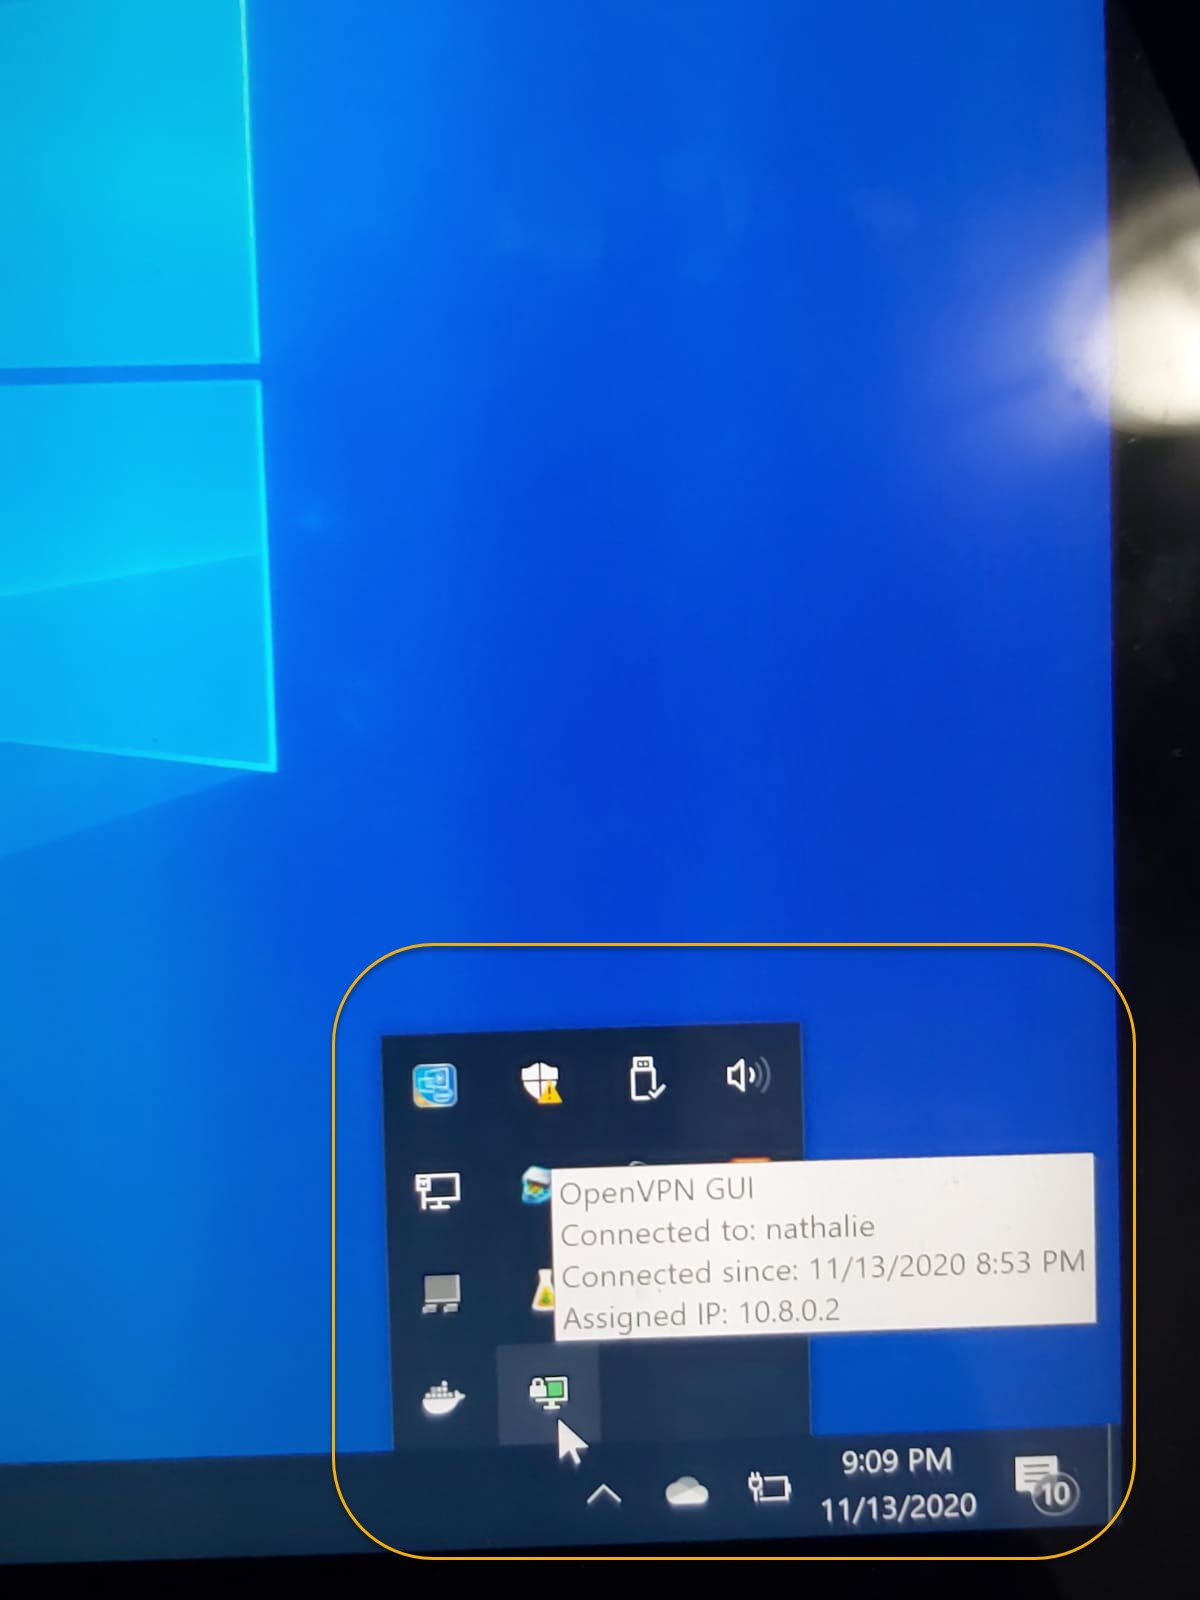 OpenVPN GUI
Connected to: nathalie
Connected since: 11/13/2020 8:53 PM
Assigned IP: 10.8.0.2
9:09 PM
11/13/2020
10